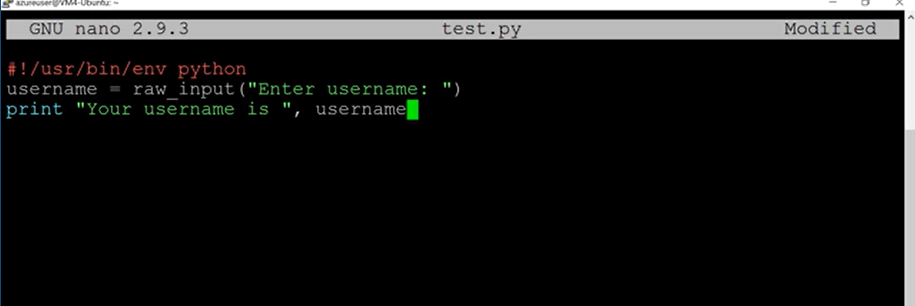 azureuser@VM4-Ubuntu: ~
GNU nano 2.9.3 test.py Modified
#!/usr/bin/env python
username = raw_input("Enter username: ")
print "Your username is ", username